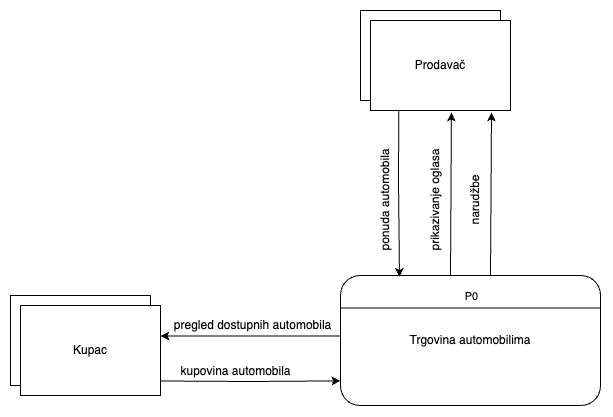 Prodavač
ponuda automobila
prikazivanje oglasa
narudžbe
P0
Trgovina automobilima
pregled dostupnih automobila
Kupac
kupovina automobila